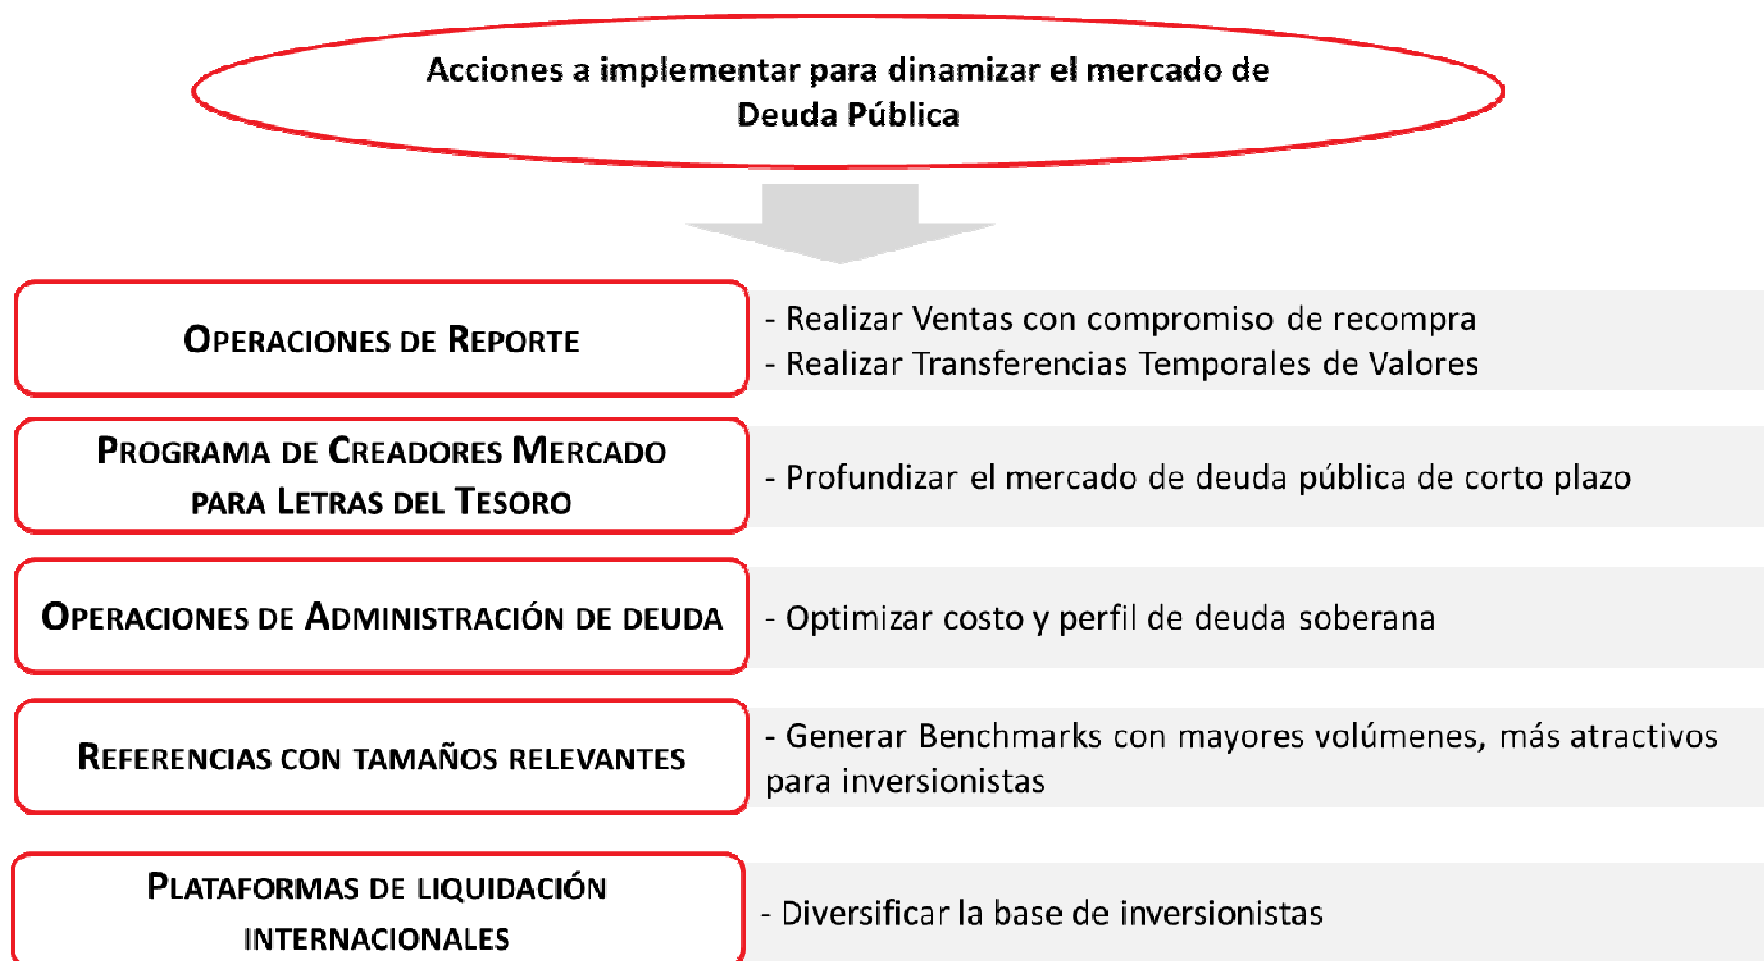 Acciones a implementar para dinamizar el mercado de
Deuda Pública
OPERACIONES DE REPORTE
- Realizar Ventas con compromiso de recompra
- Realizar Transferencias Temporales de Valores
PROGRAMA DE CREADORES MERCADO
PARA LETRAS DEL TESORO
- Profundizar el mercado de deuda pública de corto plazo
OPERACIONES DE ADMINISTRACIÓN DE DEUDA
- Optimizar costo y perfil de deuda soberana
REFERENCIAS CON TAMAÑOS RELEVANTES
- Generar Benchmarks con mayores volúmenes, más atractivos
para inversionistas
PLATAFORMAS DE LIQUIDACIÓN
INTERNACIONALES
- Diversificar la base de inversionistas